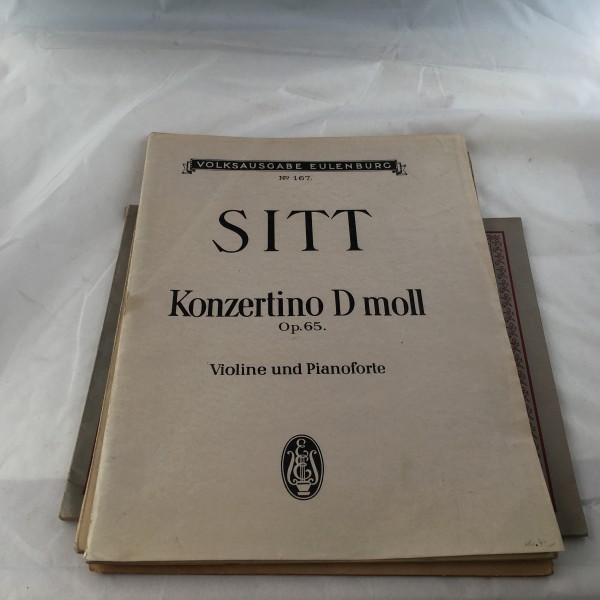 VOLKSAUSGABE EULENBURG
No 167.
SITT
Konzertino D moll
Op.65.
Violine und Pianoforte